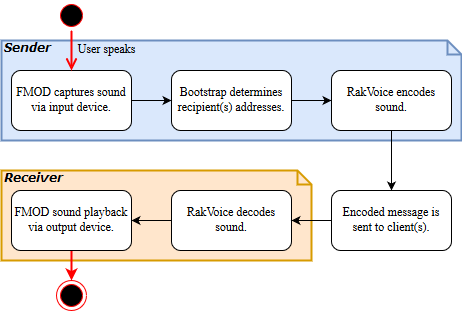 Sender
User speaks
FMOD captures sound
via input device.
Bootstrap determines
recipient(s) addresses.
RakVoice encodes
sound.
Receiver
FMOD sound playback
via output device.
RakVoice decodes
sound.
Encoded message is
sent to client(s).